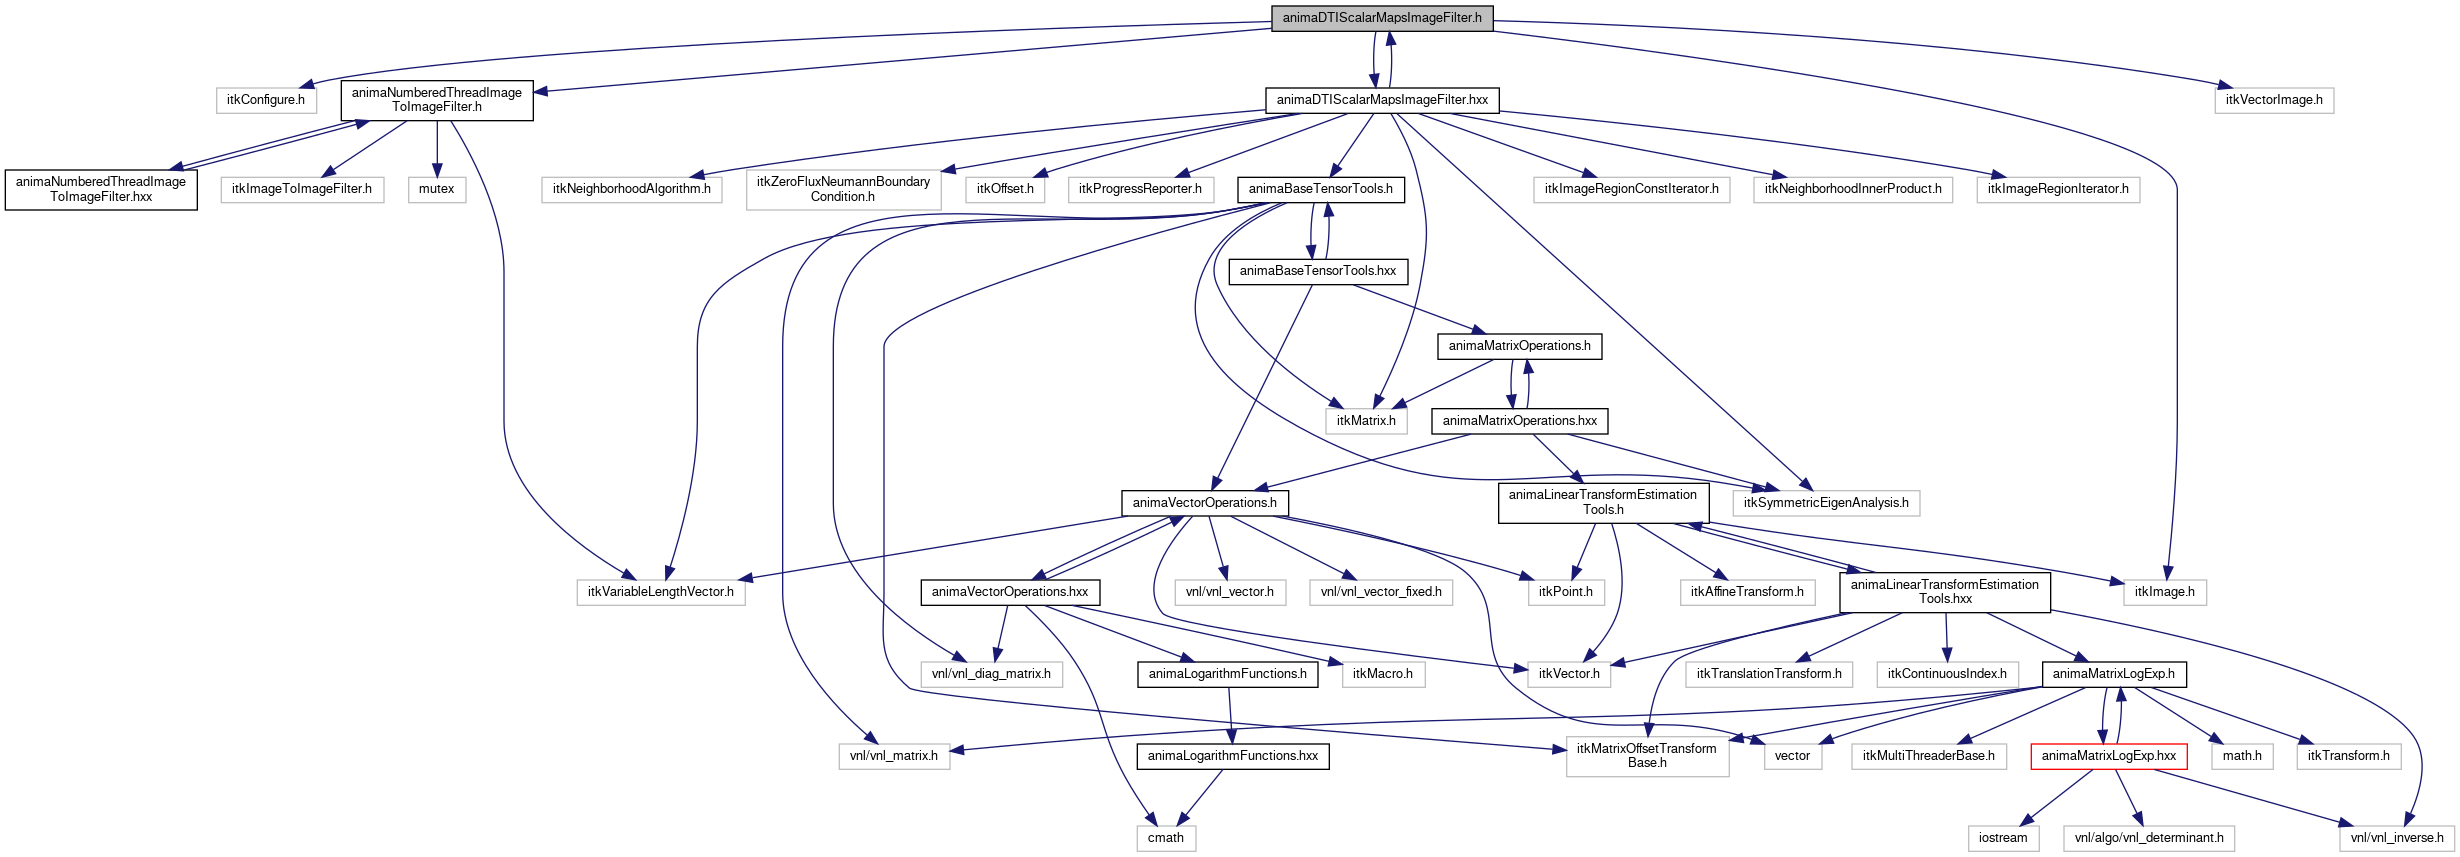 animaDTIScalarMapsImageFilter.h
itkConfigure.h
animaNumberedThreadImage
ToImageFilter.h
animaDTIScalarMapsImageFilter.hxx
itkVectorImage.h
animaNumberedThreadImage
ToImageFilter.hxx
itkImageToImageFilter.h
mutex
itkNeighborhoodAlgorithm.h
itkZeroFluxNeumannBoundary
Condition.h
itkOffset.h
itkProgressReporter.h
animaBaseTensorTools.h
itkImageRegionConstIterator.h
itkNeighborhoodInnerProduct.h
itkImageRegionIterator.h
animaBaseTensorTools.hxx
animaMatrixOperations.h
itkMatrix.h
animaMatrixOperations.hxx
animaVectorOperations.h
animaLinearTransformEstimation
Tools.h
itkSymmetricEigenAnalysis.h
itkVariableLengthVector.h
animaVectorOperations.hxx
vnl/vnl_vector.h
vnl/vnl_vector_fixed.h
itkPoint.h
itkAffineTransform.h
animaLinearTransformEstimation
Tools.hxx
itkImage.h
vnl/vnl_diag_matrix.h
animaLogarithmFunctions.h
itkMacro.h
itkVector.h
itkTranslationTransform.h
itkContinuousIndex.h
animaMatrixLogExp.h
vnl/vnl_matrix.h
animaLogarithmFunctions.hxx
itkMatrixOffsetTransform
Base.h
vector
itkMultiThreaderBase.h
animaMatrixLogExp.hxx
math.h
itkTransform.h
cmath
iostream
vnl/algo/vnl_determinant.h
vnl/vnl_inverse.h